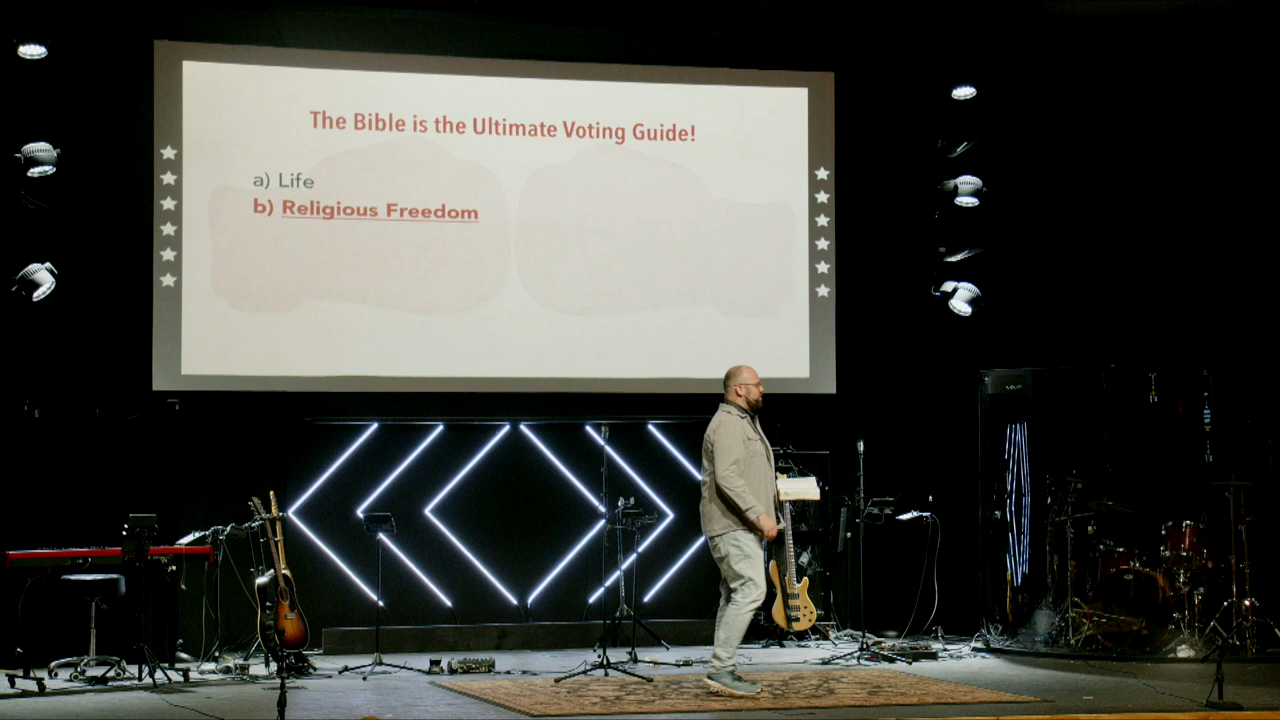 The Bible is the Ultimate Voting Guide!
a) Life
b) Religious Freedom